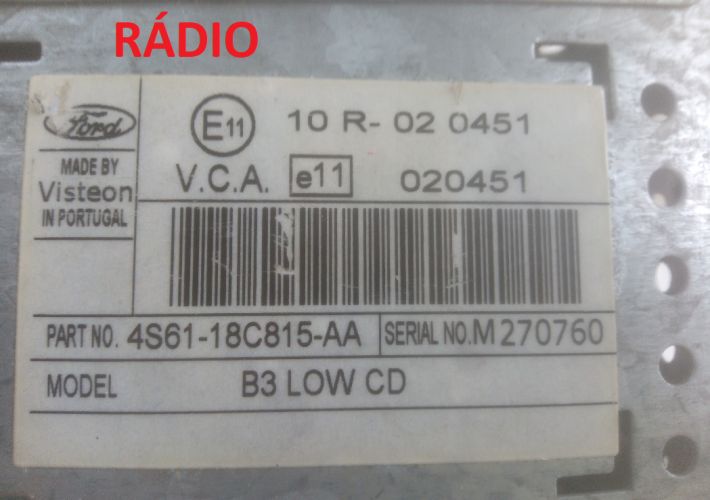 RÁDIO
Ford
E11 10 R- 02 0451
MADE BY
Visteon
IN PORTUGAL
V.C.A. e11 020451
PART NO. 4S61-18C815-AA SERIAL NO.M270760
MODEL B3 LOW CD